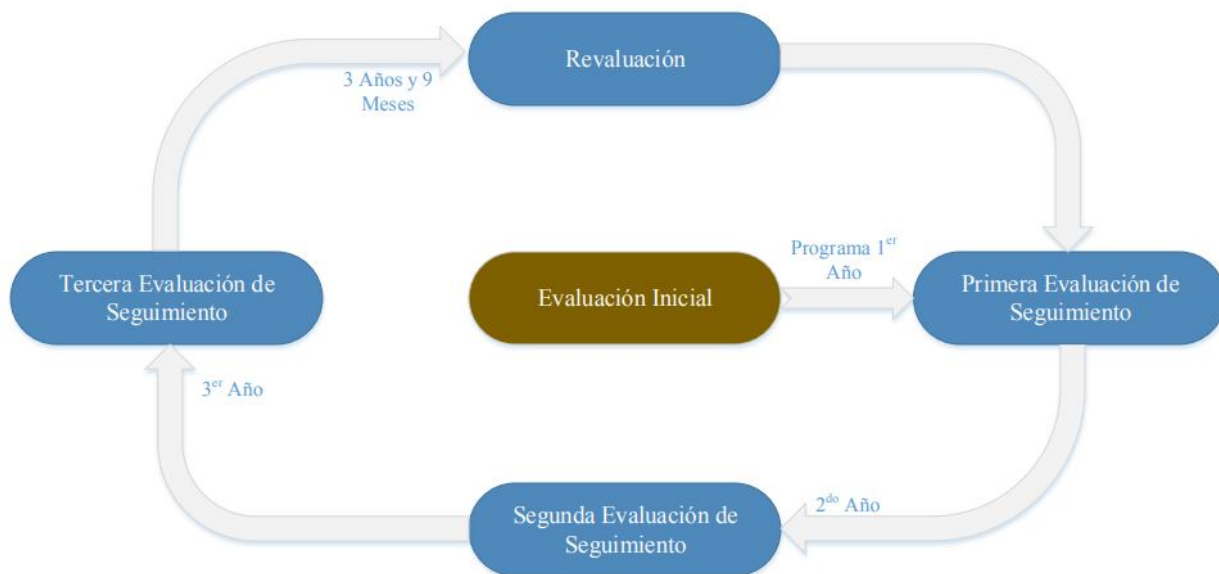 Revaluación
3 Años y 9
Meses
Programa 1er
Año
Tercera Evaluación de
Seguimiento
Evaluación Inicial
Primera Evaluación de
Seguimiento
3er Año
2do Año
Segunda Evaluación de
Seguimiento